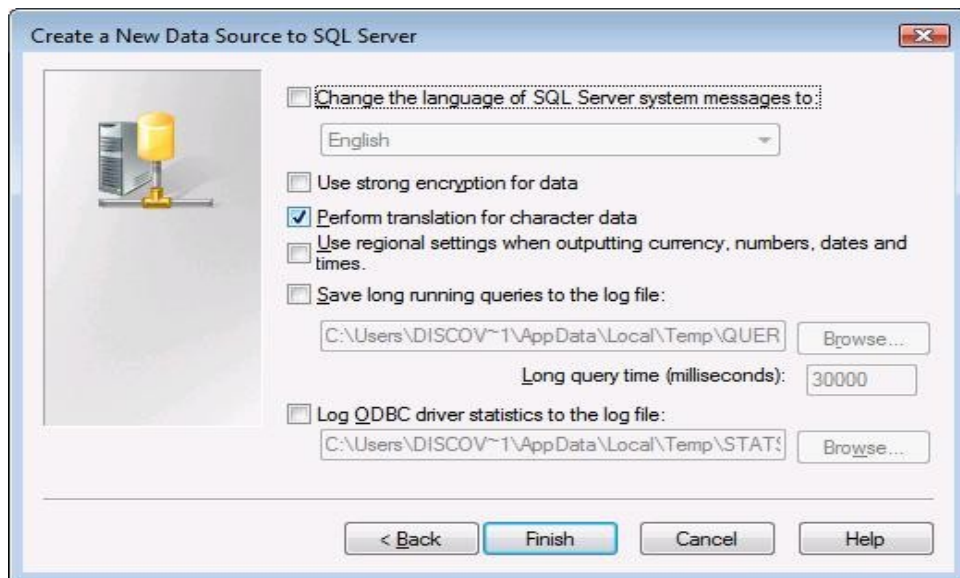 Create a New Data Source to SQL Server
Change the language of SQL Server system messages to:
English
Use strong encryption for data
Perform translation for character data
Use regional settings when outputting currency, numbers, dates and
times.
Save long running queries to the log file:
C:\Users\DISCOV~1\AppData\Local\Temp\QUER
Browse...
Long query time (milliseconds):
30000
Log ODBC driver statistics to the log file:
C:\Users\DISCOV~1\AppData\Local\Temp\STATS
Browse...
< Back
Finish
Cancel
Help